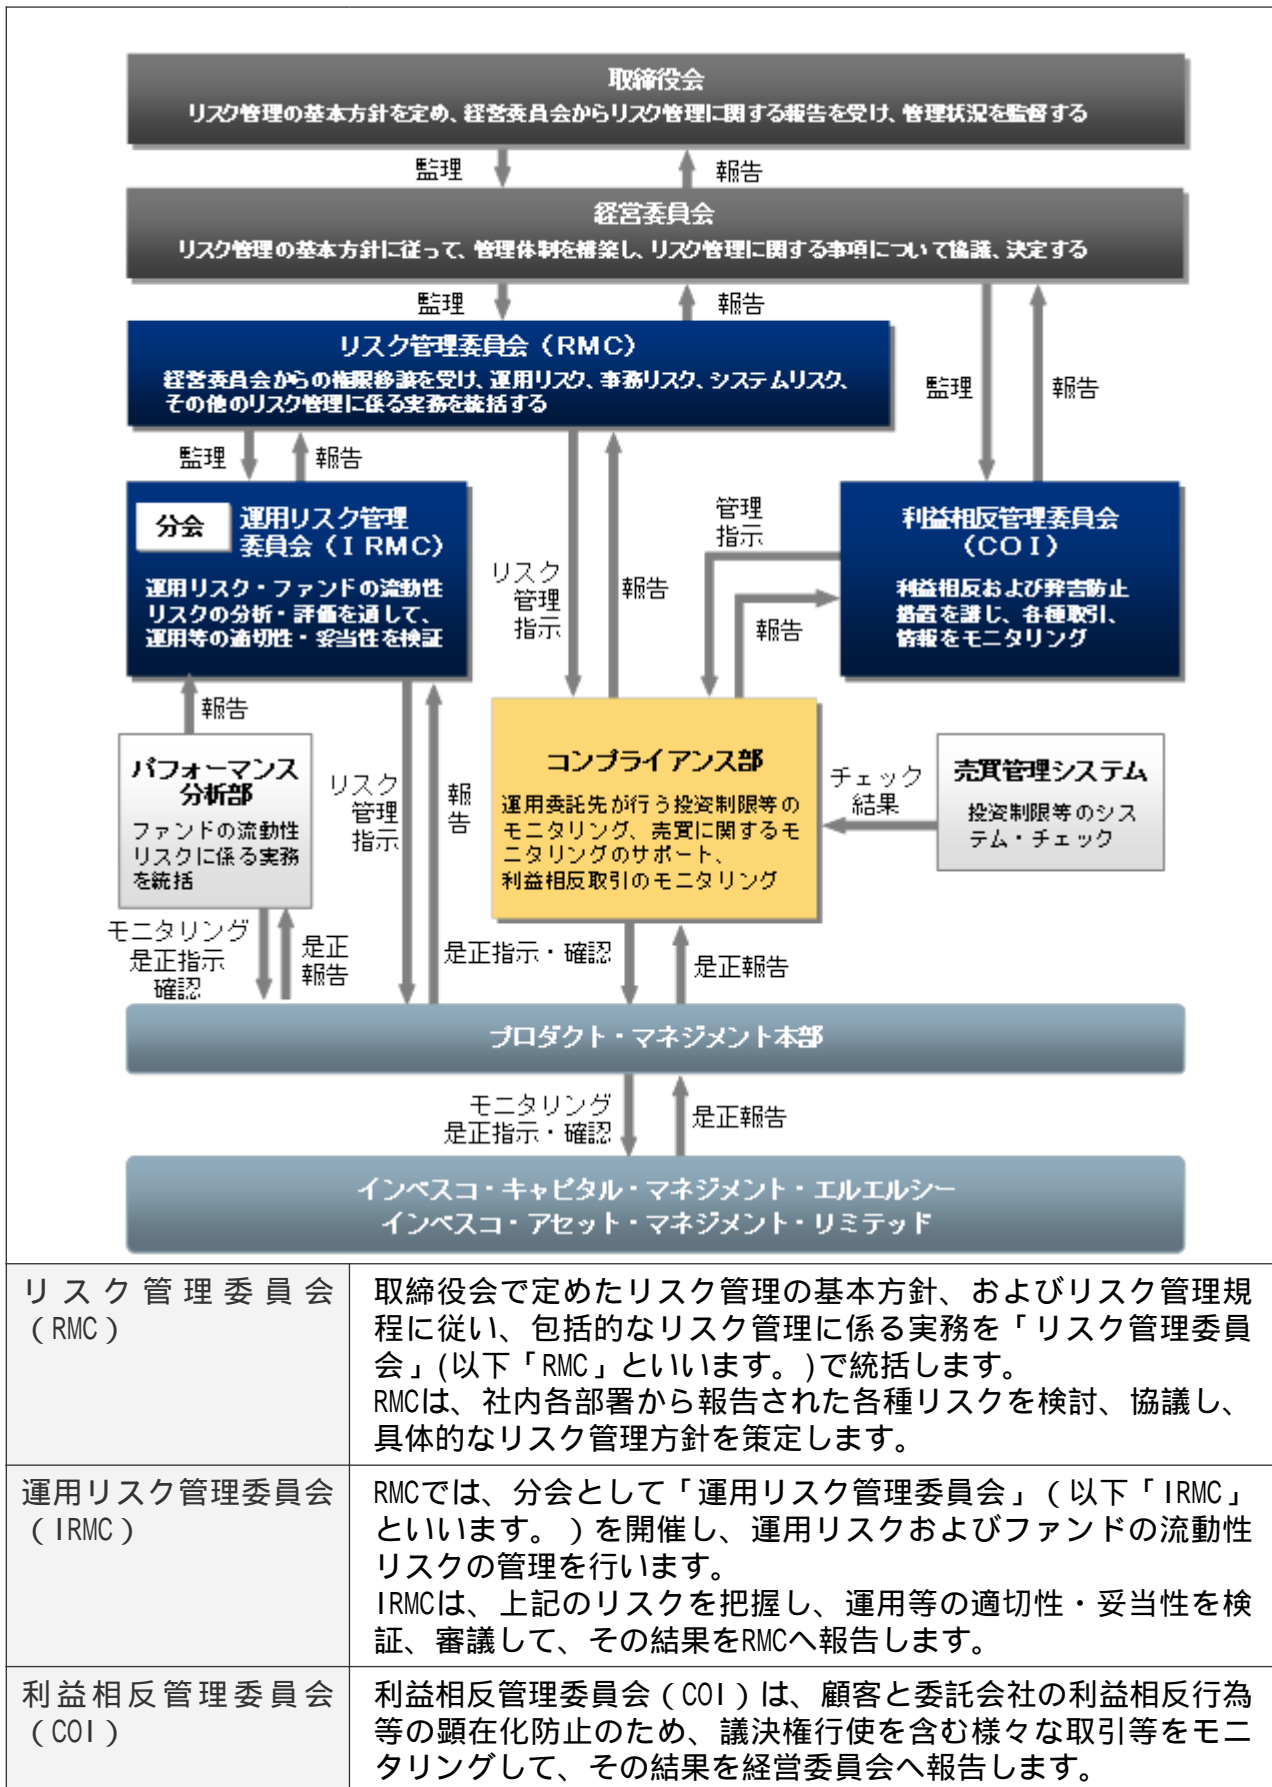 取締役会
リスク管理の基本方針を定め、経営委員会からリスク管理に関する報告を受け、管理状況を監督する
監理
報告
経営委員会
リスク管理の基本方針に従って、管理体制を構築し、リスク管理に関する事項について協議、決定する
監理
報告
リスク管理委員会（RMC）
経営委員会からの権限移譲を受け、運用リスク、事務リスク、システムリスク、
その他のリスク管理に係る実務を統括する
監理
報告
監理
報告
分会
運用リスク管理
委員会（IRMC）
運用リスク・ファンドの流動性
リスクの分析・評価を通して、
運用等の適切性・妥当性を検証
リスク
管理
指示
報告
管理
指示
報告
利益相反管理委員会
（COI）
利益相反および弊害防止
措置を講じ、各種取引、
情報をモニタリング
報告
パフォーマンス
分析部
ファンドの流動性
リスクに係る実務
を統括
リスク
管理
指示
報
告
コンプライアンス部
運用委託先が行う投資制限等の
モニタリング、売買に関するモ
ニタリングのサポート、
利益相反取引のモニタリング
チェック
結果
売買管理システム
投資制限等のシス
テム・チェック
モニタリング
是正指示
確認
是正
報告
是正指示・確認
是正報告
プロダクト・マネジメント本部
モニタリング
是正指示・確認
是正報告
インベスコ・キャピタル・マネジメント・エルエルシー
インベスコ・アセット・マネジメント・リミテッド
リスク管理委員会
（RMC）
取締役会で定めたリスク管理の基本方針、およびリスク管理規
程に従い、包括的なリスク管理に係る実務を「リスク管理委員
会」(以下「RMC」といいます。)で統括します。
RMCは、社内各部署から報告された各種リスクを検討、協議し、
具体的なリスク管理方針を策定します。
運用リスク管理委員会
（IRMC）
RMCでは、分会として「運用リスク管理委員会」（以下「IRMC」
といいます。）を開催し、運用リスクおよびファンドの流動性
リスクの管理を行います。
IRMCは、上記のリスクを把握し、運用等の適切性・妥当性を検
証、審議して、その結果をRMCへ報告します。
利益相反管理委員会
（COI）
利益相反管理委員会（COI）は、顧客と委託会社の利益相反行為
等の顕在化防止のため、議決権行使を含む様々な取引等をモニ
タリングして、その結果を経営委員会へ報告します。